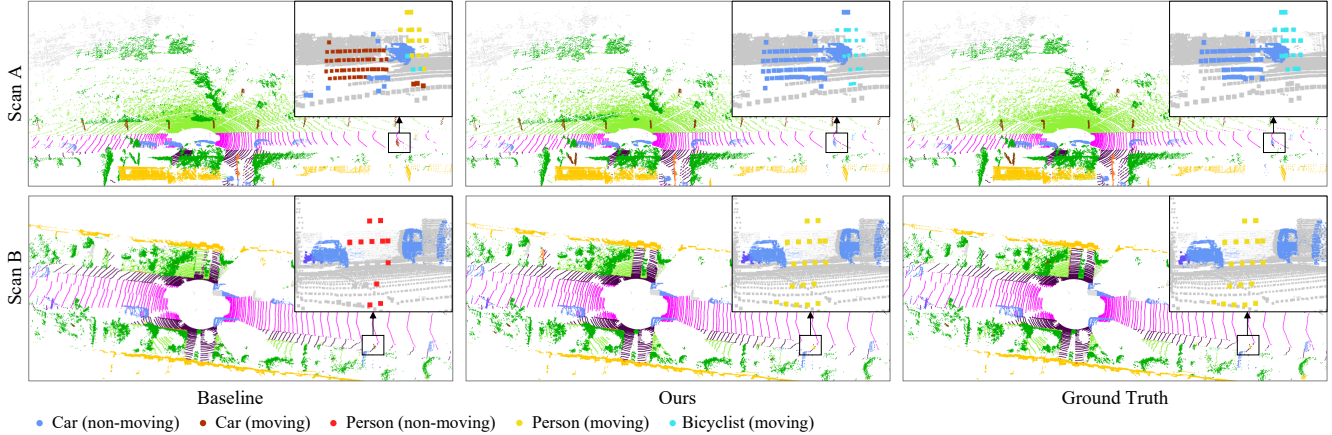 Scan A
Scan B
Baseline
Ours
Ground Truth
Car (non-moving)
Car (moving)
Person (non-moving)
Person (moving)
Bicyclist (moving)